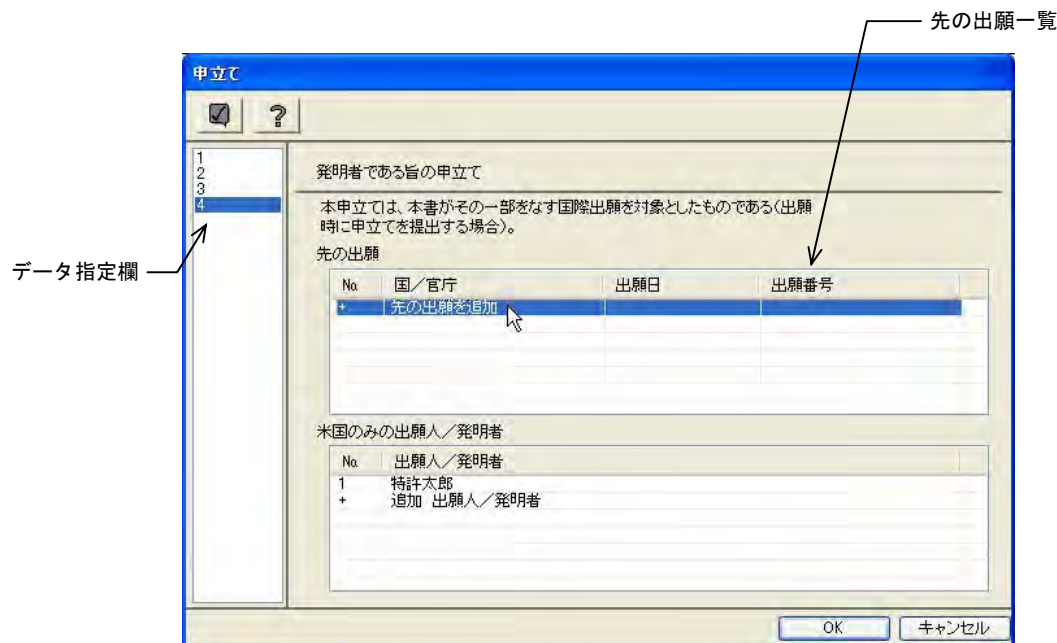 先の出願一覧
申立て
?
1
2
3
4
発明者である旨の申立て
本申立ては、本書がその一部をなす国際出願を対象としたものである(出願
時に申立てを提出する場合)。
データ指定欄
先の出願
No. 国/官庁 出願日 出願番号
+ 先の出願を追加
米国のみの出願人/発明者
No. 出願人/発明者
1 特許太郎
+ 追加 出願人/発明者
OK キャンセル